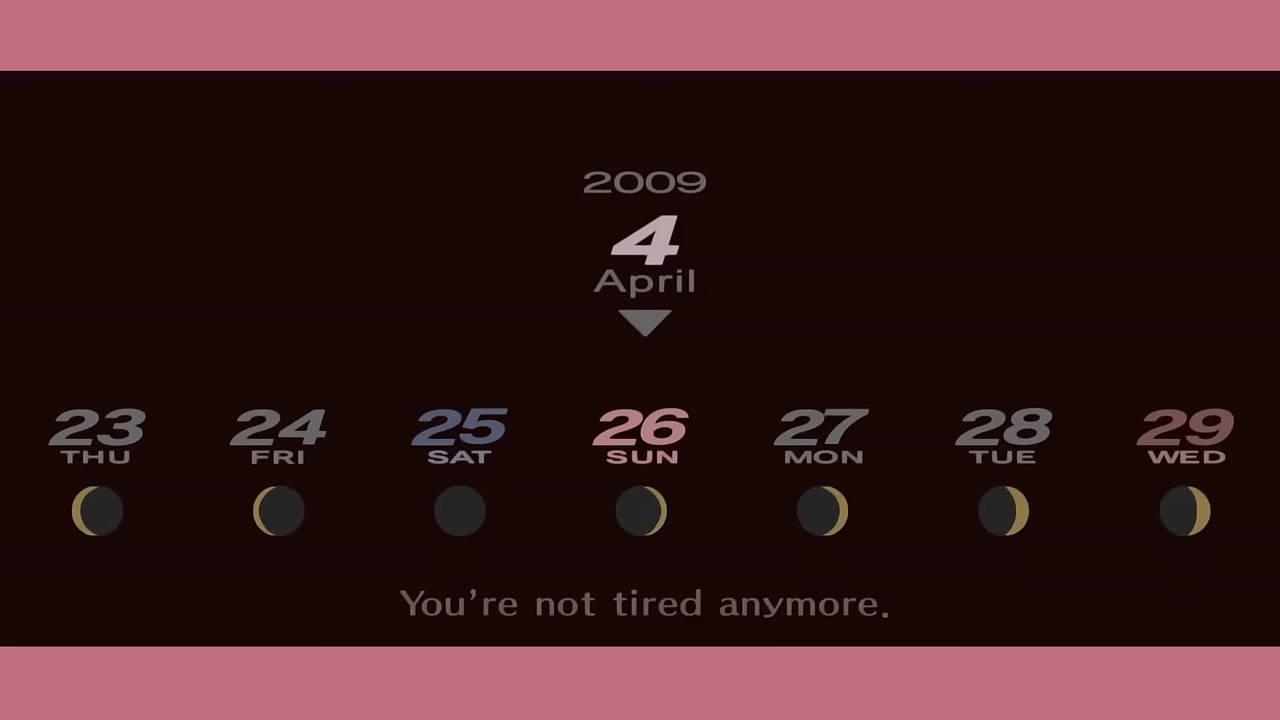 2009
4
April
23 24 25 26 27 28 29
THU FRI SAT SUN MON TUE WED
You're not tired anymore.